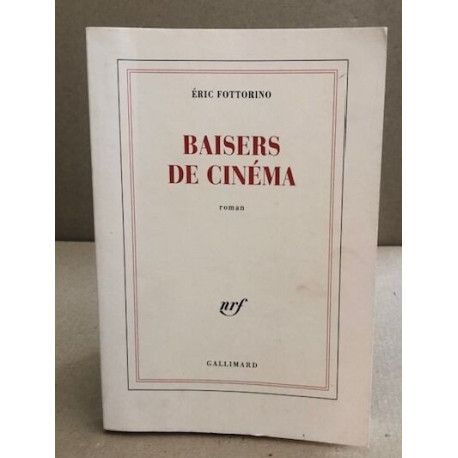 ÉRIC FOTTORINO
BAISERS
DE CINÉMA
roman
nrf
GALLIMARD